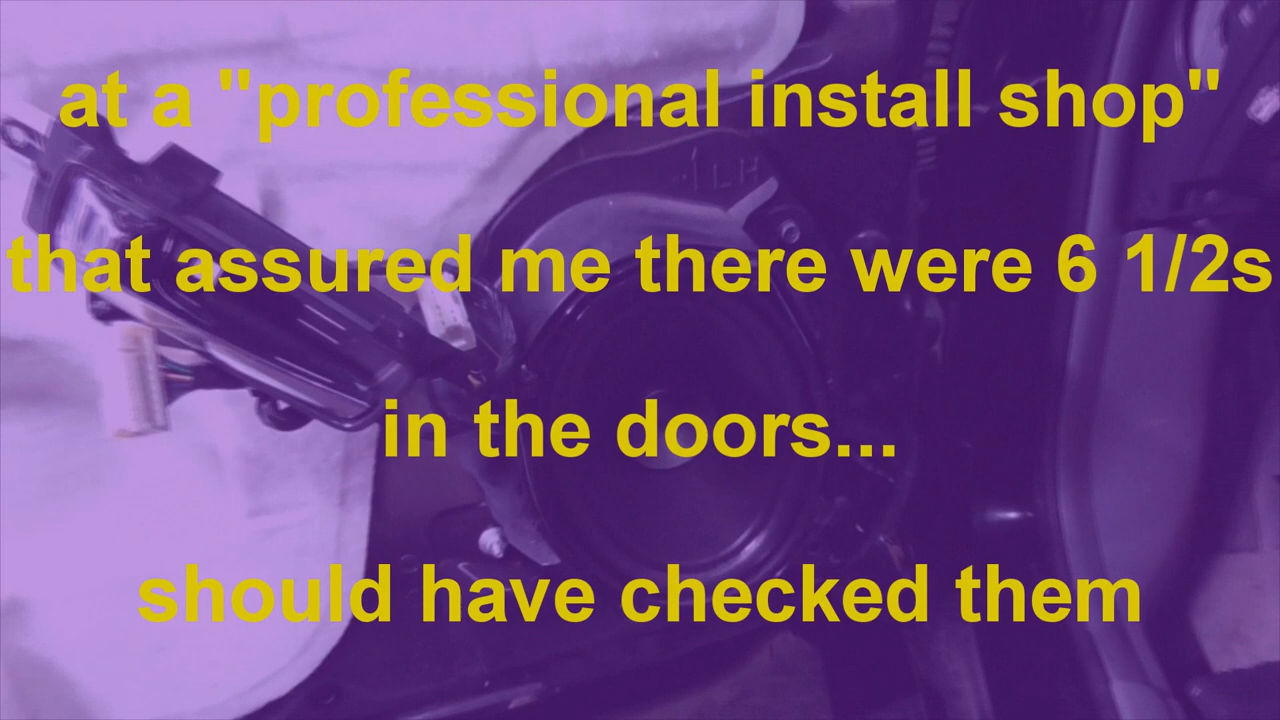 at a "professional install shop"
that assured me there were 6 1/2s
in the doors...
should have checked them
1LH